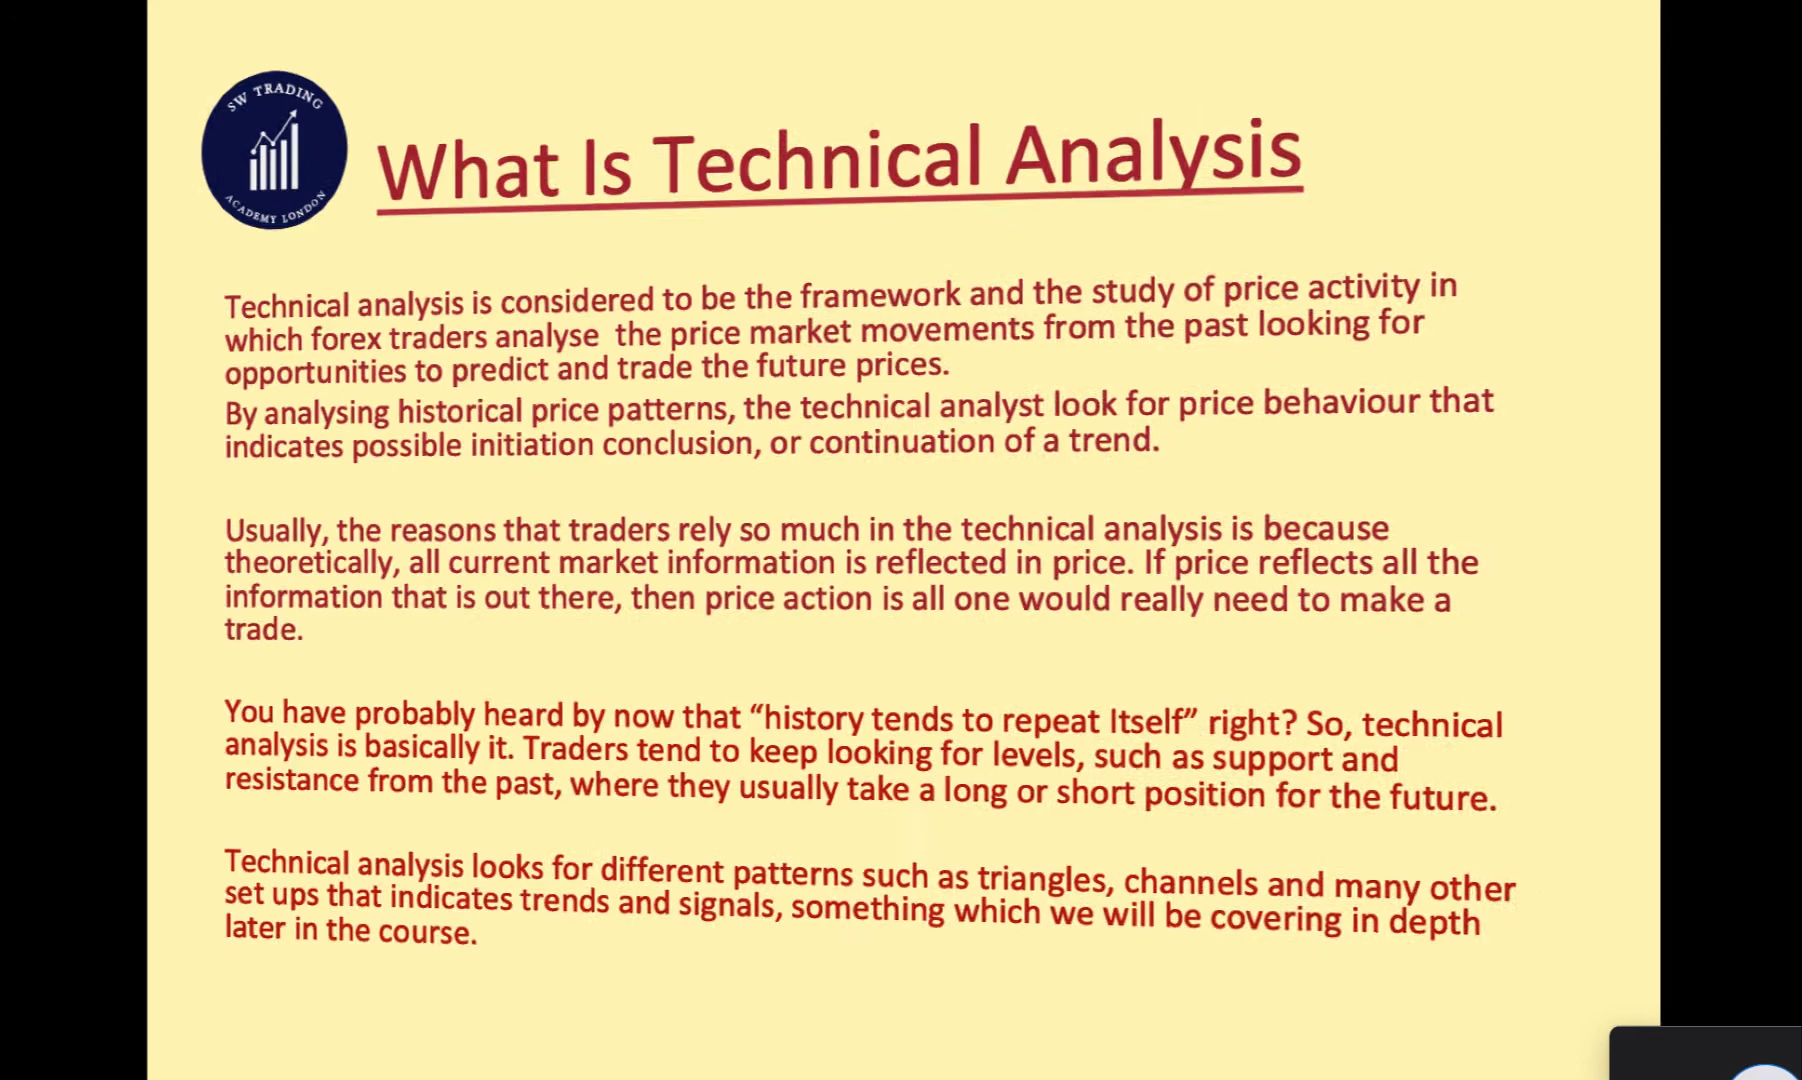 SW TRADING
ACADEMY LONDON
What Is Technical Analysis
Technical analysis is considered to be the framework and the study of price activity in
which forex traders analyse the price market movements from the past looking for
opportunities to predict and trade the future prices.
By analysing historical price patterns, the technical analyst look for price behaviour that
indicates possible initiation conclusion, or continuation of a trend.
Usually, the reasons that traders rely so much in the technical analysis is because
theoretically, all current market information is reflected in price. If price reflects all the
information that is out there, then price action is all one would really need to make a
trade.
You have probably heard by now that “history tends to repeat Itself” right? So, technical
analysis is basically it. Traders tend to keep looking for levels, such as support and
resistance from the past, where they usually take a long or short position for the future.
Technical analysis looks for different patterns such as triangles, channels and many other
set ups that indicates trends and signals, something which we will be covering in depth
later in the course.